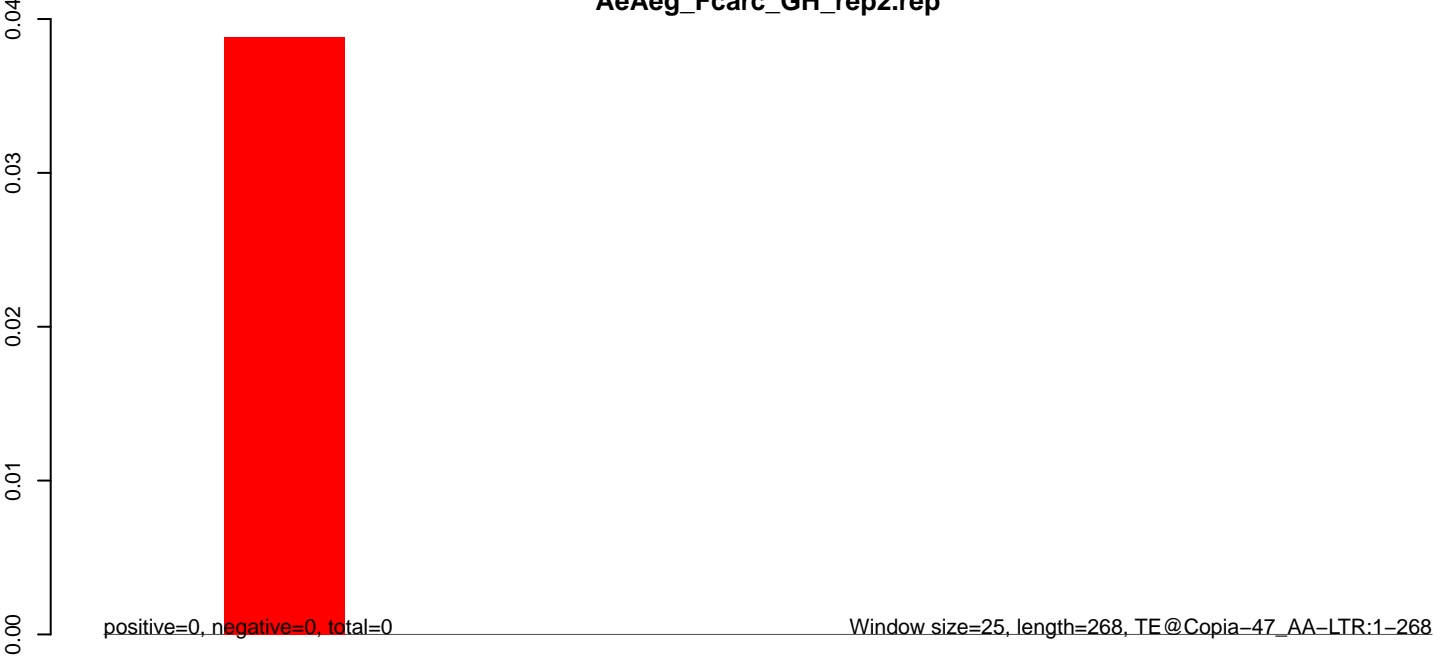 AeAeg_Fcarc_GH_rep2.rep
0.04
0.03
0.02
0.01
0.00
positive=0, negative=0, total=0
Window size=25, length=268, TE@Copia−47_AA−LTR:1−268